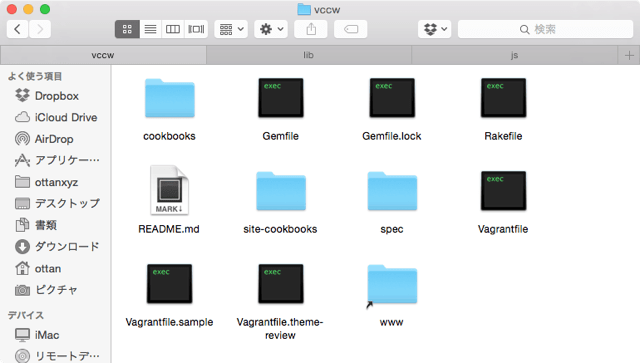 vccw
検索
vccw
lib
js
よく使う項目
Dropbox
iCloud Drive
AirDrop
アプリケー…
ottanxyz
デスクトップ
書類
ダウンロード
ottan
ピクチャ
デバイス
iMac
リモートデ…
exec
exec
exec
cookbooks
Gemfile
Gemfile.lock
Rakefile
MARK↓
exec
README.md
site-cookbooks
spec
Vagrantfile
exec
exec
Vagrantfile.sample
Vagrantfile.theme-
review
www